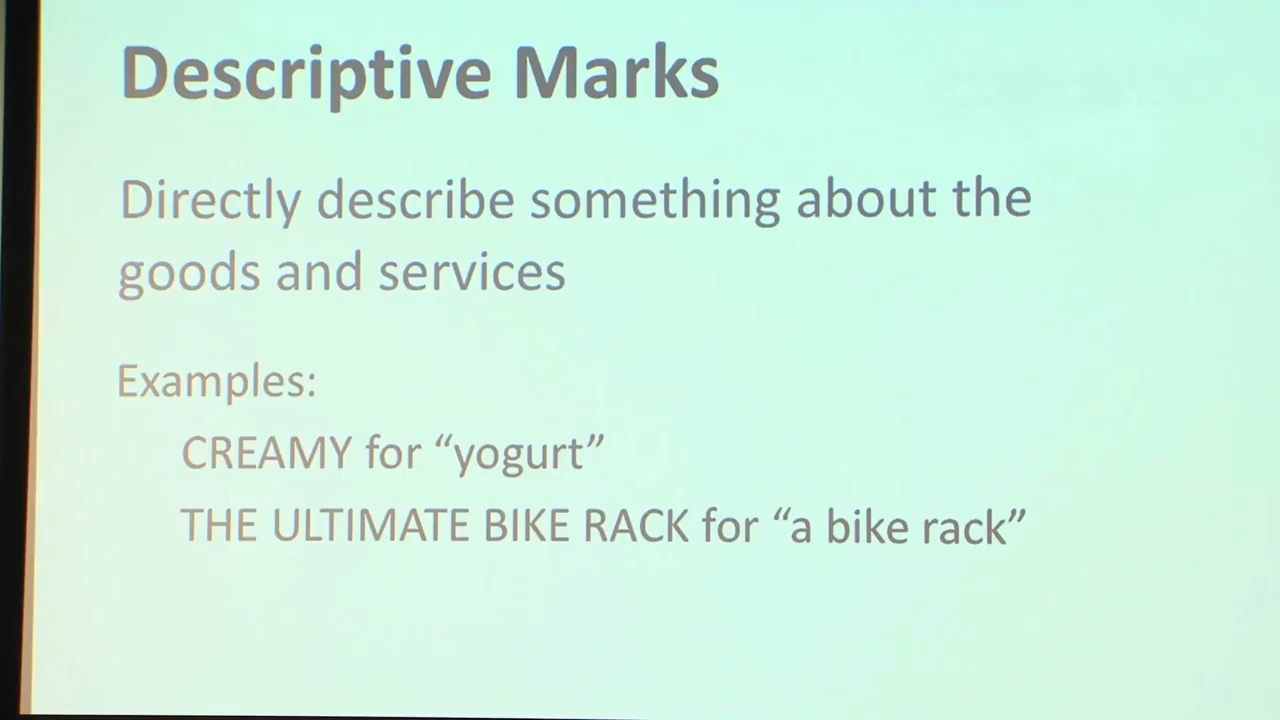 Descriptive Marks
Directly describe something about the
goods and services
Examples:
CREAMY for “yogurt”
THE ULTIMATE BIKE RACK for “a bike rack”